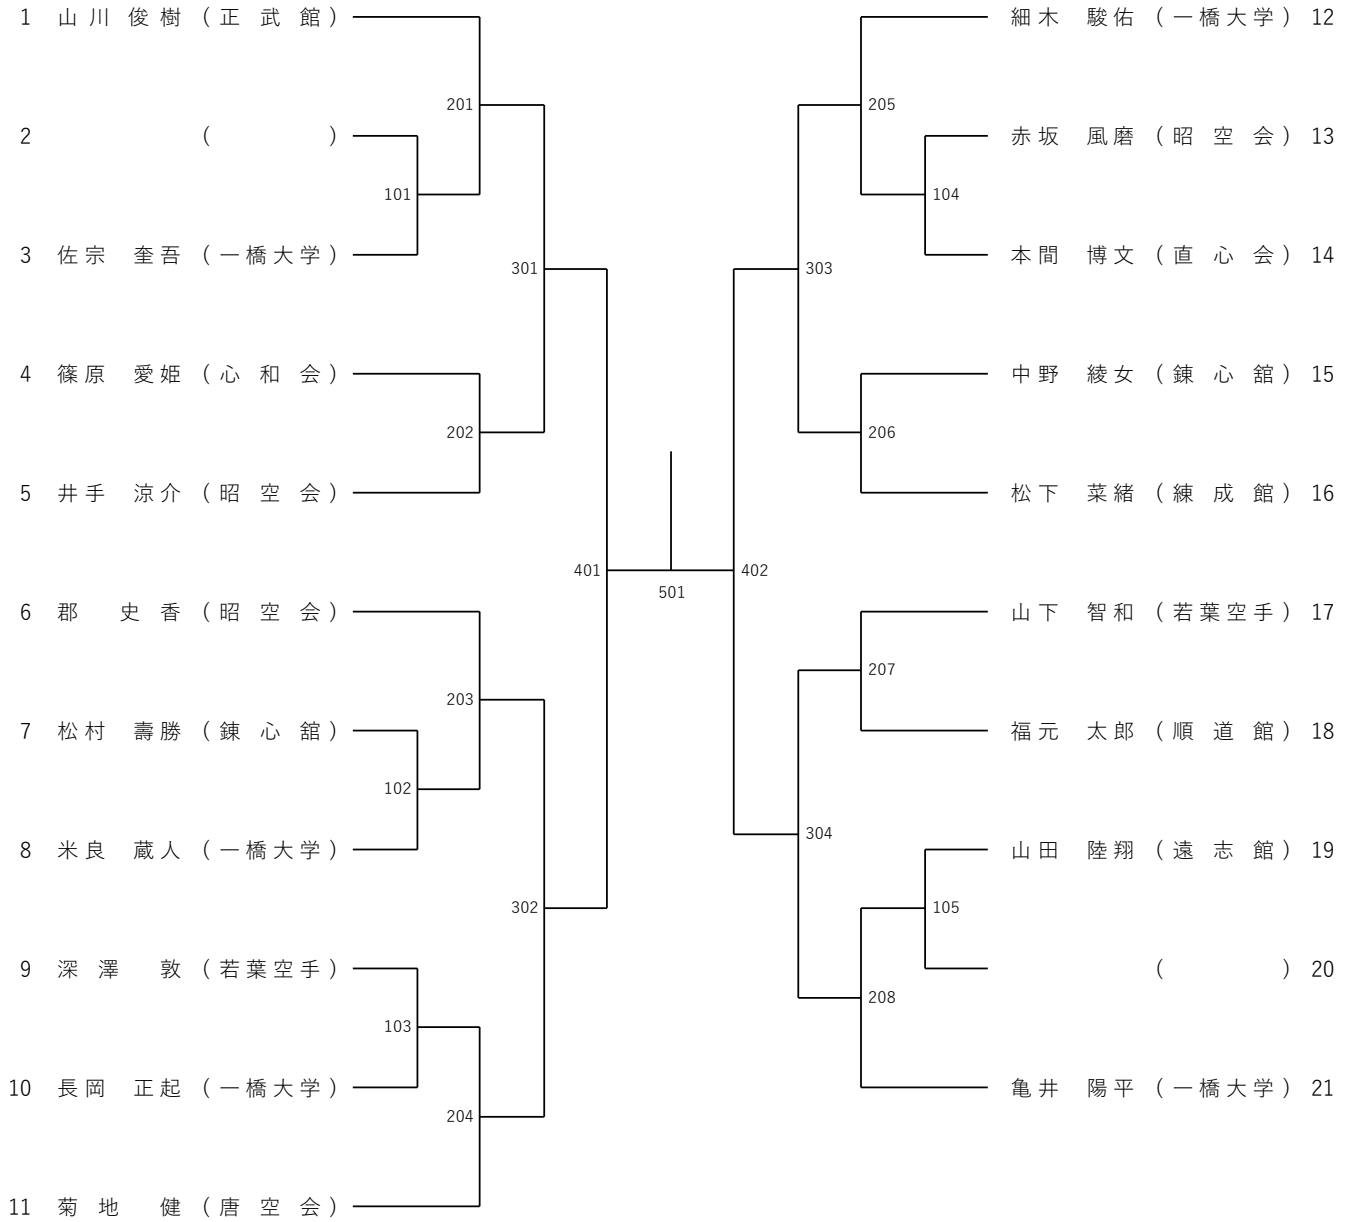 1 山川 俊樹 (正武館)
201
2 ( )
101
3 佐宗 奎吾 (一橋大学)
301
4 篠原 愛姫 (心和会)
202
5 井手 涼介 (昭空会)
401
6 郡 史香 (昭空会)
203
7 松村 壽勝 (錬心舘)
102
8 米良 蔵人 (一橋大学)
302
9 深澤 敦 (若葉空手)
103
10 長岡 正起 (一橋大学)
204
11 菊地 健 (唐空会)
501
細木 駿佑 (一橋大学) 12
205
赤坂 風磨 (昭空会) 13
104
本間 博文 (直心会) 14
303
中野 綾女 (錬心舘) 15
206
松下 菜緒 (練成館) 16
402
山下 智和 (若葉空手) 17
207
福元 太郎 (順道館) 18
304
山田 陸翔 (遠志館) 19
105
( ) 20
208
亀井 陽平 (一橋大学) 21